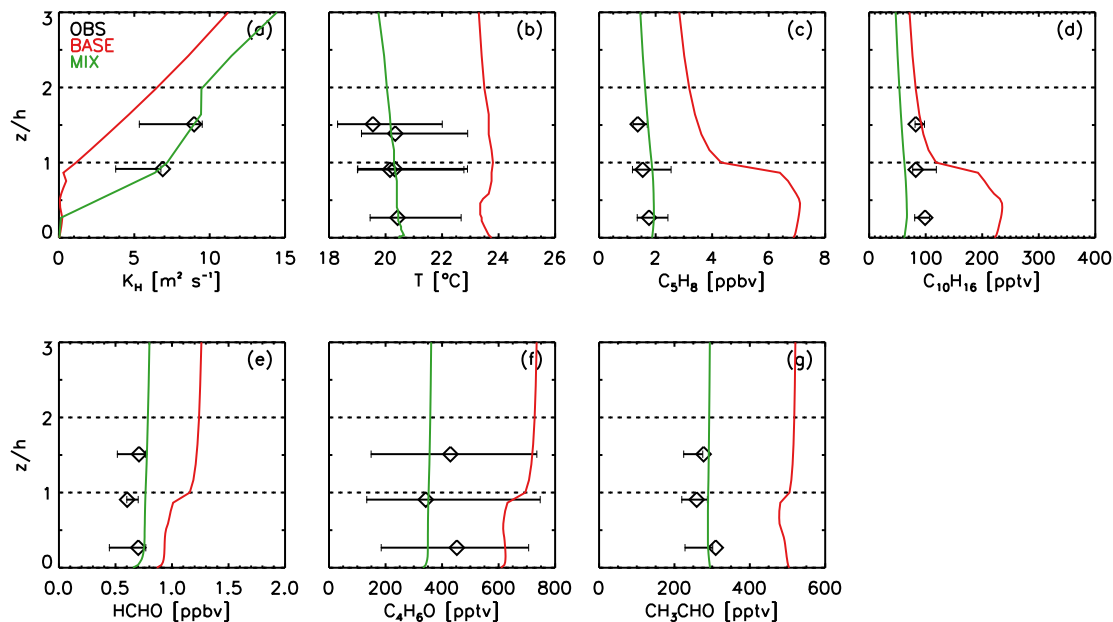 3 (a) (b) (c) (d)
OBS
BASE
MIX
2
z/h
1
0
0 5 10 15 18 20 22 24 26 0 2 4 6 8 0 100 200 300 400
K_H [m² s⁻¹] T [°C] C₅H₈ [ppbv] C₁₀H₁₆ [pptv]
3 (e) (f) (g)
2
z/h
1
0
0.0 0.5 1.0 1.5 2.0 0 200 400 600 800 0 200 400 600
HCHO [ppbv] C₄H₆O [pptv] CH₃CHO [pptv]